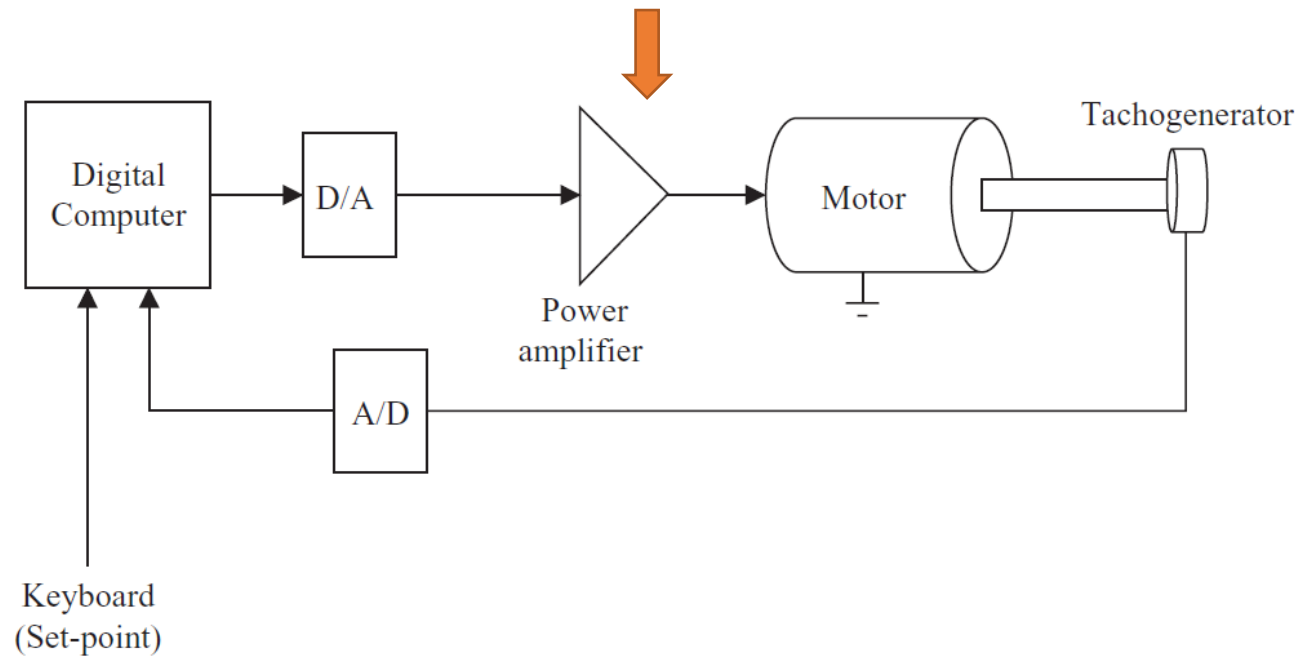 Tachogenerator
Digital
Computer
D/A
Motor
Power
amplifier
A/D
Keyboard
(Set-point)